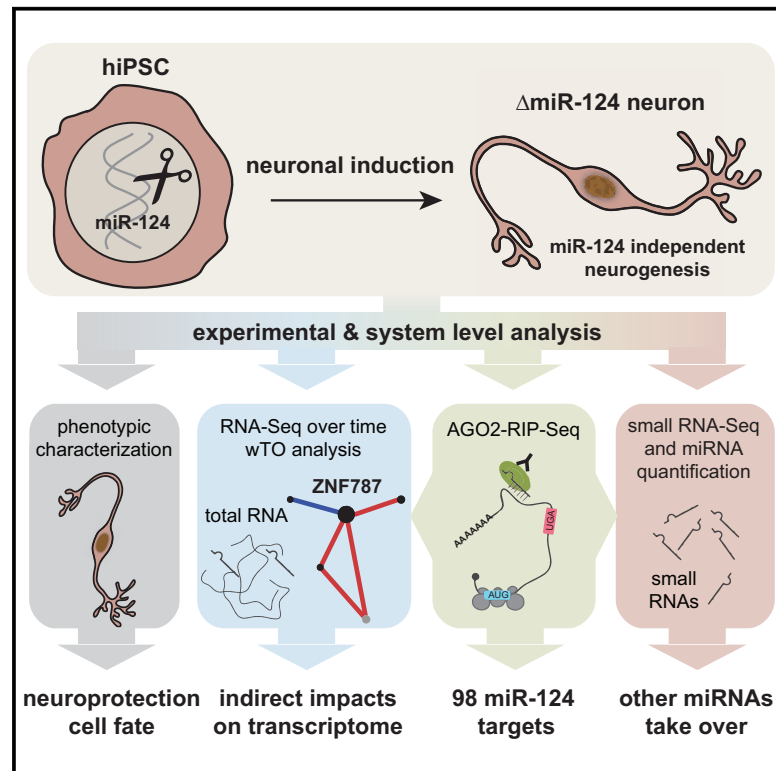 hiPSC
miR-124
neuronal induction
ΔmiR-124 neuron
miR-124 independent
neurogenesis
experimental & system level analysis
phenotypic
characterization
RNA-Seq over time
wTO analysis
ZNF787
total RNA
AGO2-RIP-Seq
AAAAAAA
UGA
AUG
small RNA-Seq
and miRNA
quantification
small
RNAs
neuroprotection
cell fate
indirect impacts
on transcriptome
98 miR-124
targets
other miRNAs
take over